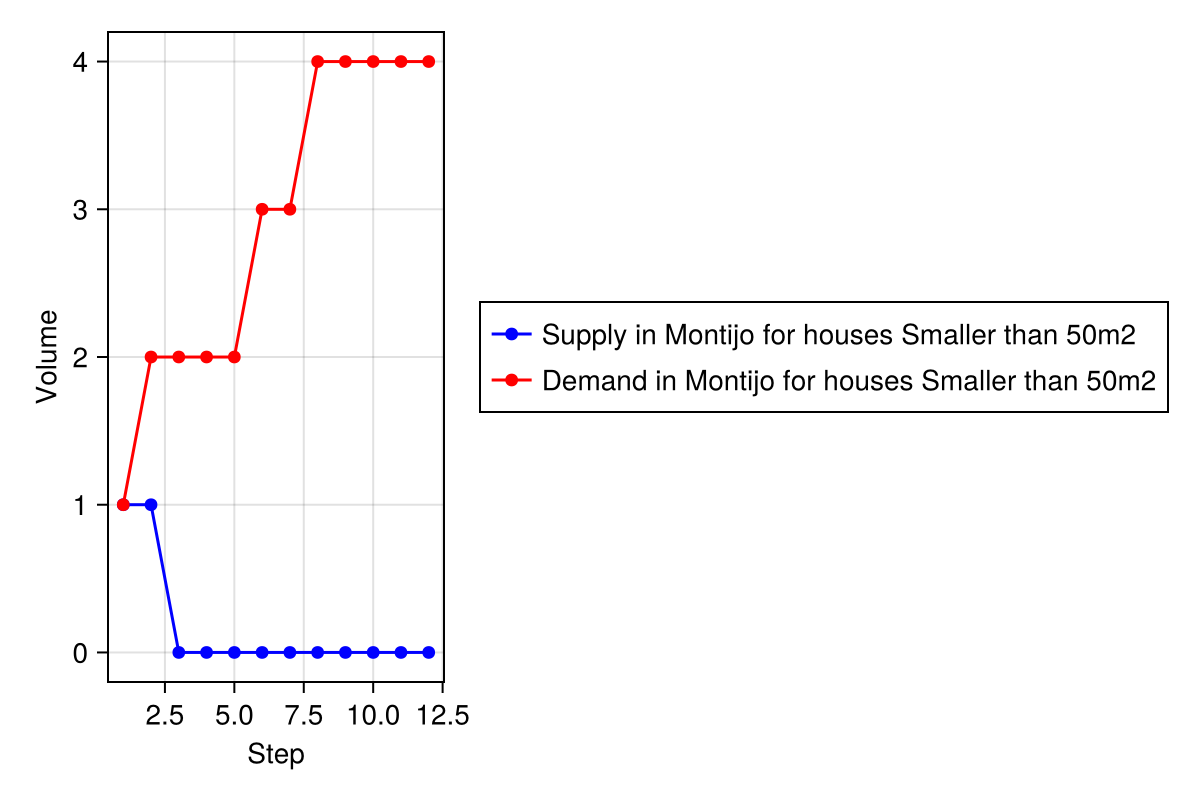 4
3
2
1
0
Volume
2.5 5.0 7.5 10.0 12.5
Step
Supply in Montijo for houses Smaller than 50m2
Demand in Montijo for houses Smaller than 50m2